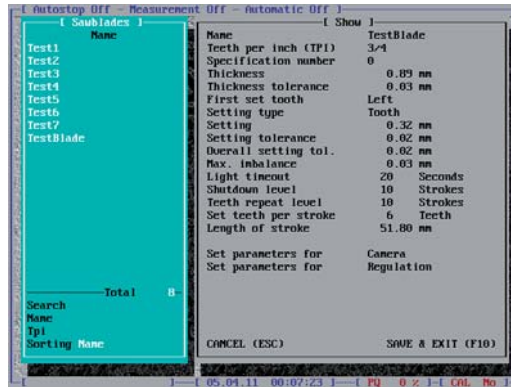 [ Autostop Off - Measurement Off - Automatic Off ]
[ Sawblades ]
Name
Test1
Test2
Test3
Test4
Test5
Test6
Test7
TestBlade
Total 8
Search
Name
Tpi
Sorting Name
[ Show ]
Name TestBlade
Teeth per inch (TPI) 3/4
Specification number 0
Thickness 0.89 mm
Thickness tolerance 0.03 mm
First set tooth Left
Setting type Tooth
Setting 0.32 mm
Setting tolerance 0.02 mm
Overall setting tol. 0.02 mm
Max. imbalance 0.03 mm
Light timeout 20 Seconds
Shutdown level 10 Strokes
Teeth repeat level 10 Strokes
Set teeth per stroke 6 Teeth
Length of stroke 51.80 mm
Set parameters for Camera
Set parameters for Regulation
CANCEL (ESC) SAVE & EXIT (F10)
[ 05.04.11 00:07:23 ] [ PQ 0 % ] [ CAL No ]